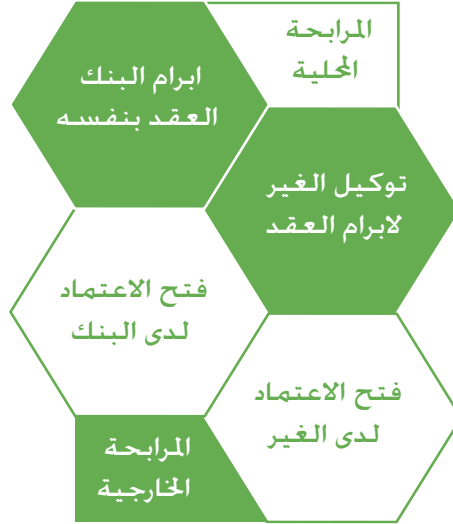 المرابحة
المحلية
ابرام البنك
العقد بنفسه
توكيل الغير
لابرام العقد
فتح الاعتماد
لدى البنك
فتح الاعتماد
لدى الغير
المرابحة
الخارجية